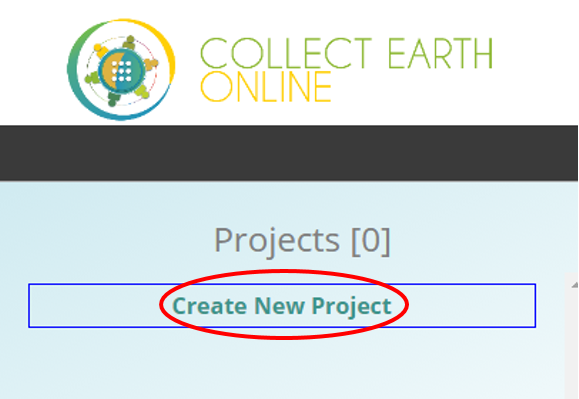 COLLECT EARTH
ONLINE
Projects [0]
Create New Project